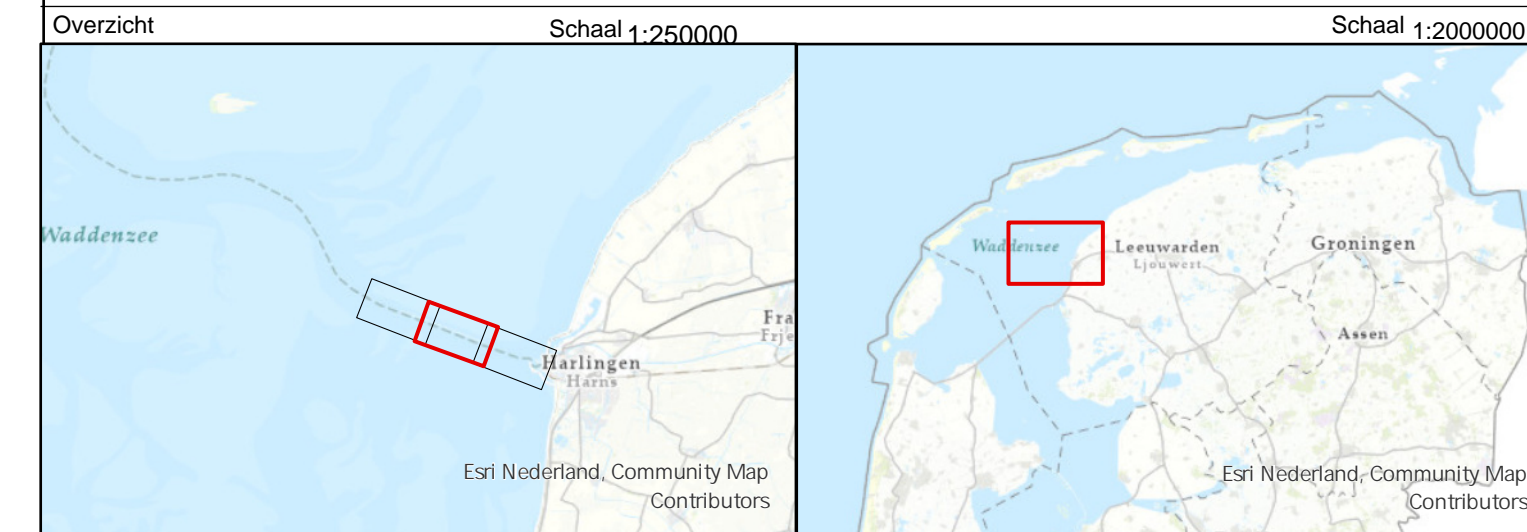 Overzicht Schaal 1:250000 Schaal 1:2000000
Waddenzee
Harlingen
Harns
Fra
Frje
Esri Nederland, Community Map
Contributors
Waddenzee
Leeuwarden
Ljouwert
Groningen
Assen
Esri Nederland, Community Map
Contributors